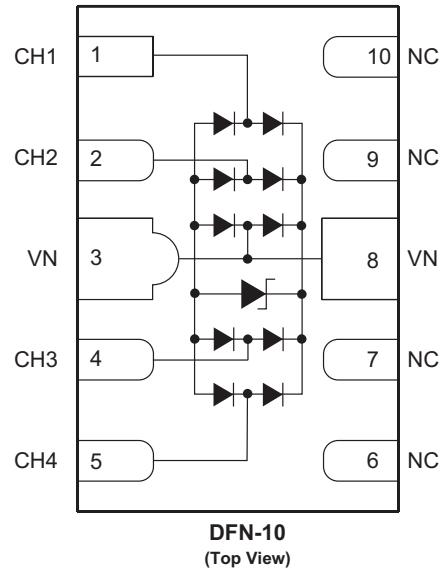 CH1 1 10 NC
CH2 2 9 NC
VN 3 8 VN
CH3 4 7 NC
CH4 5 6 NC
DFN-10
(Top View)